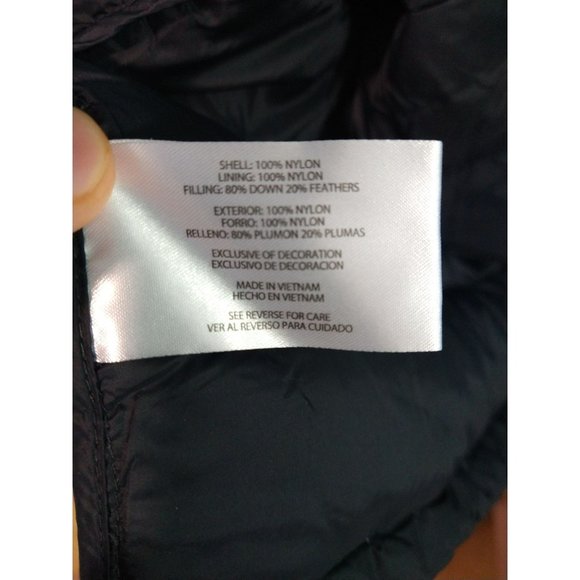 SHELL: 100% NYLON
LINING: 100% NYLON
FILLING: 80% DOWN 20% FEATHERS
EXTERIOR: 100% NYLON
FORRO: 100% NYLON
RELLENO: 80% PLUMON 20% PLUMAS
EXCLUSIVE OF DECORATION
EXCLUSIVO DE DECORACION
MADE IN VIETNAM
HECHO EN VIETNAM
SEE REVERSE FOR CARE
VER AL REVERSO PARA CUIDADO